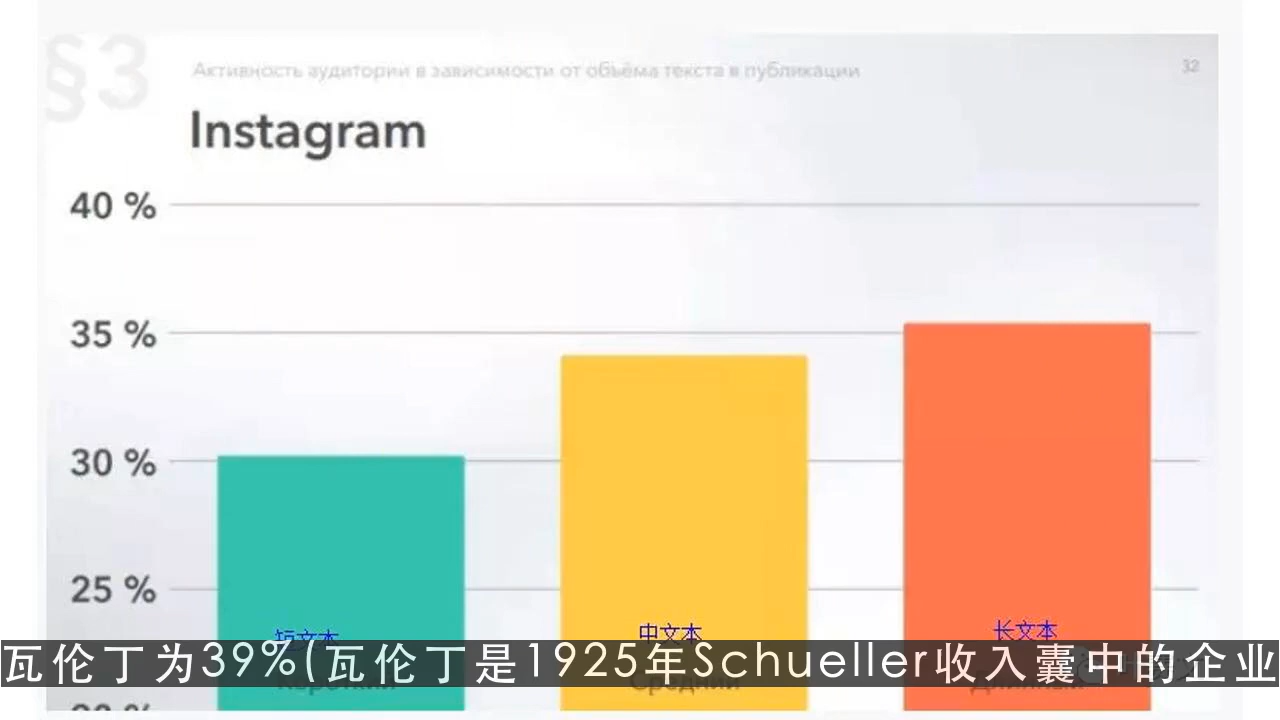 §3
Активность аудитории в зависимости от объёма текста в публикации
32
Instagram
40 %
35 %
30 %
25 %
短文本
中文本
长文本
瓦伦丁为39%(瓦伦丁是1925年Schueller收入囊中的企业
Короткий
Средний